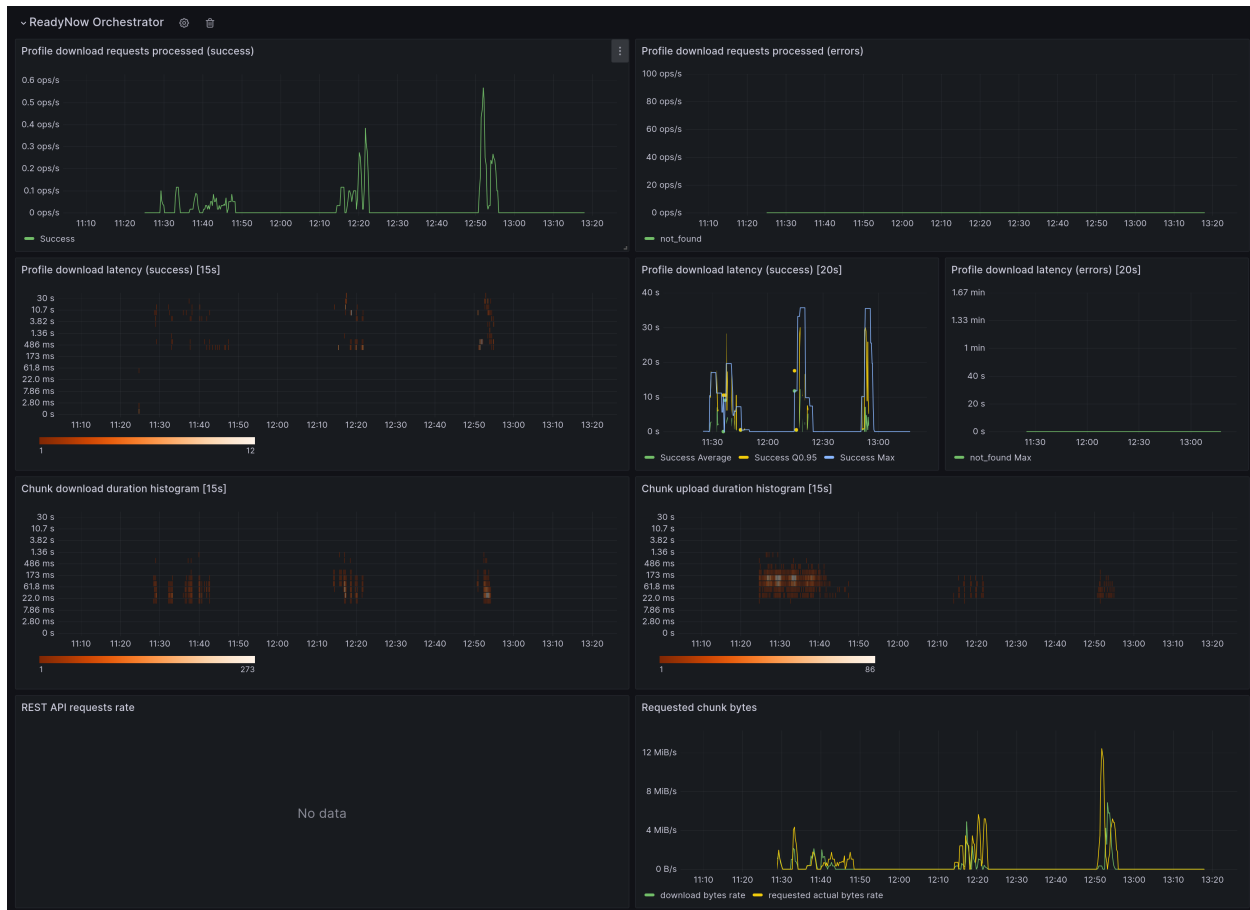 ReadyNow Orchestrator
Profile download requests processed (success)
0.6 ops/s
0.5 ops/s
0.4 ops/s
0.3 ops/s
0.2 ops/s
0.1 ops/s
0 ops/s
11:10 11:20 11:30 11:40 11:50 12:00 12:10 12:20 12:30 12:40 12:50 13:00 13:10 13:20
Success
Profile download requests processed (errors)
100 ops/s
80 ops/s
60 ops/s
40 ops/s
20 ops/s
0 ops/s
11:10 11:20 11:30 11:40 11:50 12:00 12:10 12:20 12:30 12:40 12:50 13:00 13:10 13:20
not_found
Profile download latency (success) [15s]
30 s
10.7 s
3.82 s
1.36 s
486 ms
173 ms
61.8 ms
22.0 ms
7.86 ms
2.80 ms
0 s
11:10 11:20 11:30 11:40 11:50 12:00 12:10 12:20 12:30 12:40 12:50 13:00 13:10 13:20
1 12
Profile download latency (success) [20s]
40 s
30 s
20 s
10 s
0 s
11:30 12:00 12:30 13:00
Success Average Success Q0.95 Success Max
Profile download latency (errors) [20s]
1.67 min
1.33 min
1 min
40 s
20 s
0 s
11:30 12:00 12:30 13:00
not_found Max
Chunk download duration histogram [15s]
30 s
10.7 s
3.82 s
1.36 s
486 ms
173 ms
61.8 ms
22.0 ms
7.86 ms
2.80 ms
0 s
11:10 11:20 11:30 11:40 11:50 12:00 12:10 12:20 12:30 12:40 12:50 13:00 13:10 13:20
1 273
Chunk upload duration histogram [15s]
30 s
10.7 s
3.82 s
1.36 s
486 ms
173 ms
61.8 ms
22.0 ms
7.86 ms
2.80 ms
0 s
11:10 11:20 11:30 11:40 11:50 12:00 12:10 12:20 12:30 12:40 12:50 13:00 13:10 13:20
1 86
REST API requests rate
No data
Requested chunk bytes
12 MiB/s
8 MiB/s
4 MiB/s
0 B/s
11:10 11:20 11:30 11:40 11:50 12:00 12:10 12:20 12:30 12:40 12:50 13:00 13:10 13:20
download bytes rate requested actual bytes rate